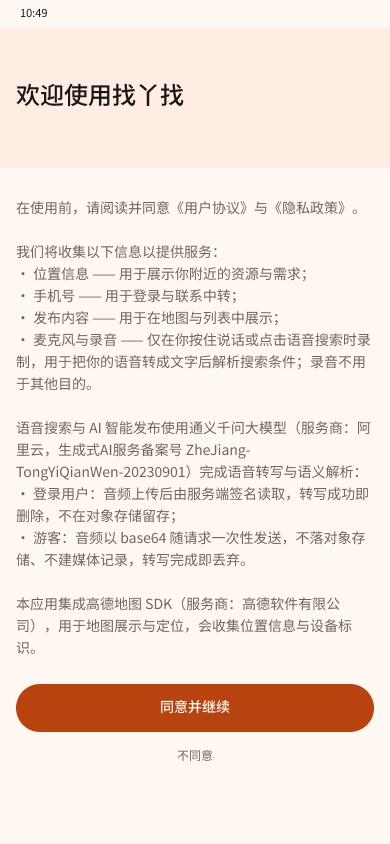 10:49
欢迎使用找丫找
在使用前，请阅读并同意《用户协议》与《隐私政策》。
我们将收集以下信息以提供服务：
· 位置信息 —— 用于展示你附近的资源与需求；
· 手机号 —— 用于登录与联系中转；
· 发布内容 —— 用于在地图与列表中展示；
· 麦克风与录音 —— 仅在你按住说话或点击语音搜索时录
制，用于把你的语音转成文字后解析搜索条件；录音不用
于其他目的。
语音搜索与 AI 智能发布使用通义千问大模型（服务商：阿
里云，生成式AI服务备案号 ZheJiang-
TongYiQianWen-20230901）完成语音转写与语义解析：
· 登录用户：音频上传后由服务端签名读取，转写成功即
删除，不在对象存储留存；
· 游客：音频以 base64 随请求一次性发送，不落对象存
储、不建媒体记录，转写完成即丢弃。
本应用集成高德地图 SDK（服务商：高德软件有限公
司），用于地图展示与定位，会收集位置信息与设备标
识。
同意并继续
不同意